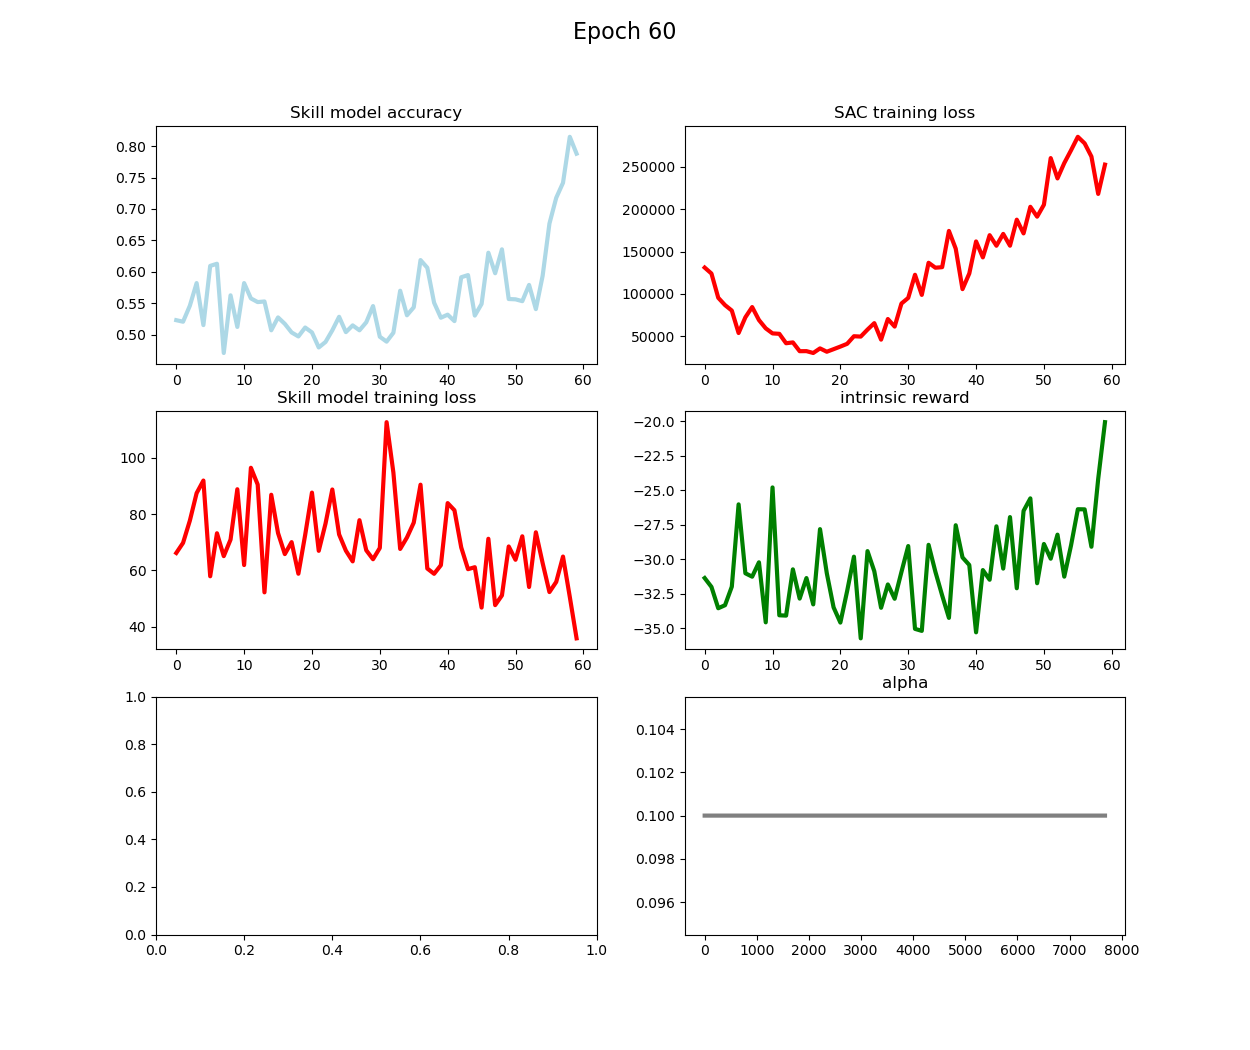 Epoch 60
Skill model accuracy
0.80
0.75
0.70
0.65
0.60
0.55
0.50
0 10 20 30 40 50 60
SAC training loss
250000
200000
150000
100000
50000
0 10 20 30 40 50 60
Skill model training loss
100
80
60
40
0 10 20 30 40 50 60
intrinsic reward
−20.0
−22.5
−25.0
−27.5
−30.0
−32.5
−35.0
0 10 20 30 40 50 60
1.0
0.8
0.6
0.4
0.2
0.0
0.0 0.2 0.4 0.6 0.8 1.0
alpha
0.104
0.102
0.100
0.098
0.096
0 1000 2000 3000 4000 5000 6000 7000 8000